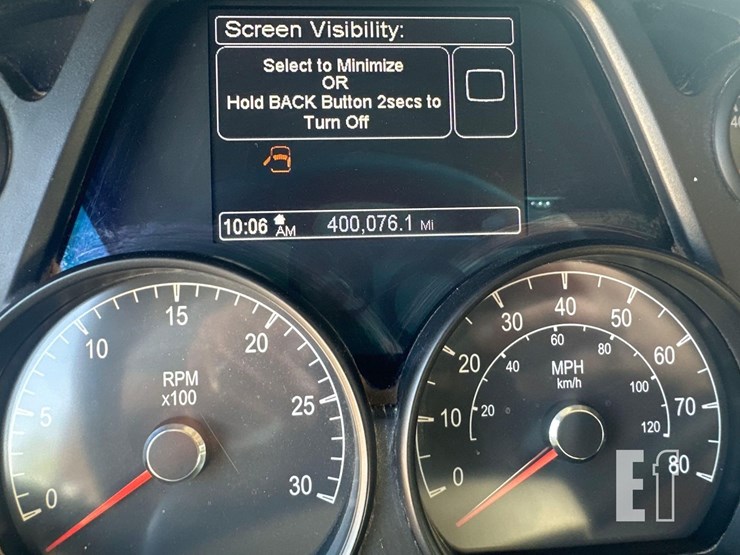 Screen Visibility:
Select to Minimize
OR
Hold BACK Button 2secs to
Turn Off
10:06 AM 400,076.1 MI
0 5 10 15 20 25 30
RPM
x100
0 10 20 30 40 50 60 70 80
20 40 60 80 100 120
MPH
km/h
Ef